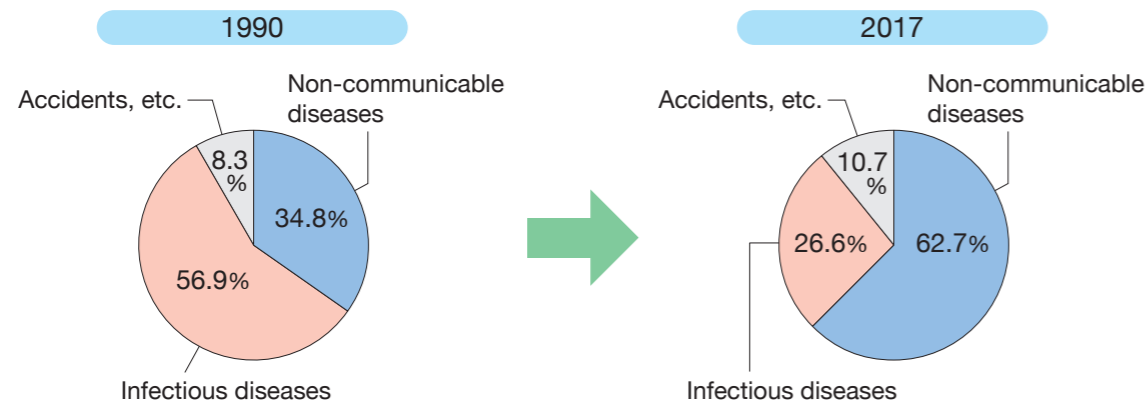 1990
Accidents, etc.
Non-communicable
diseases
8.3
%
34.8%
56.9%
Infectious diseases
2017
Accidents, etc.
Non-communicable
diseases
10.7
%
26.6%
62.7%
Infectious diseases